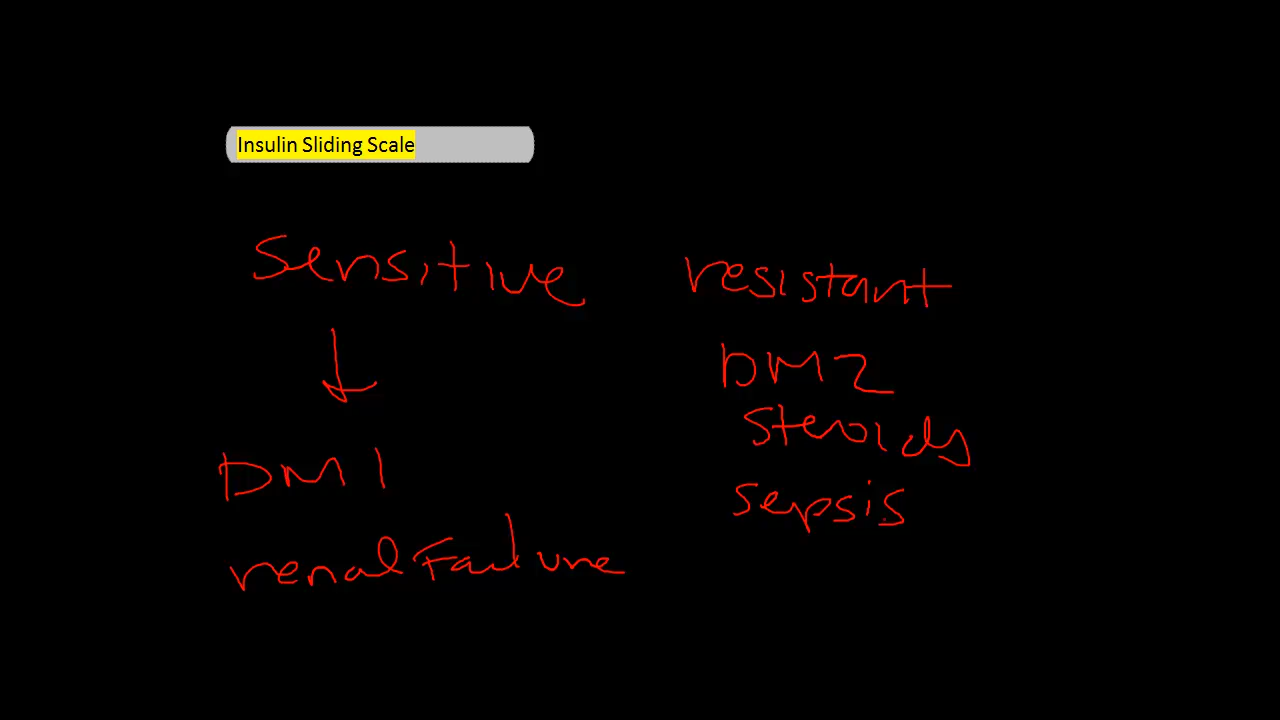 Insulin Sliding Scale
Sensitive
DM1
renal Failure
resistant
DM2
Steroids
sepsis